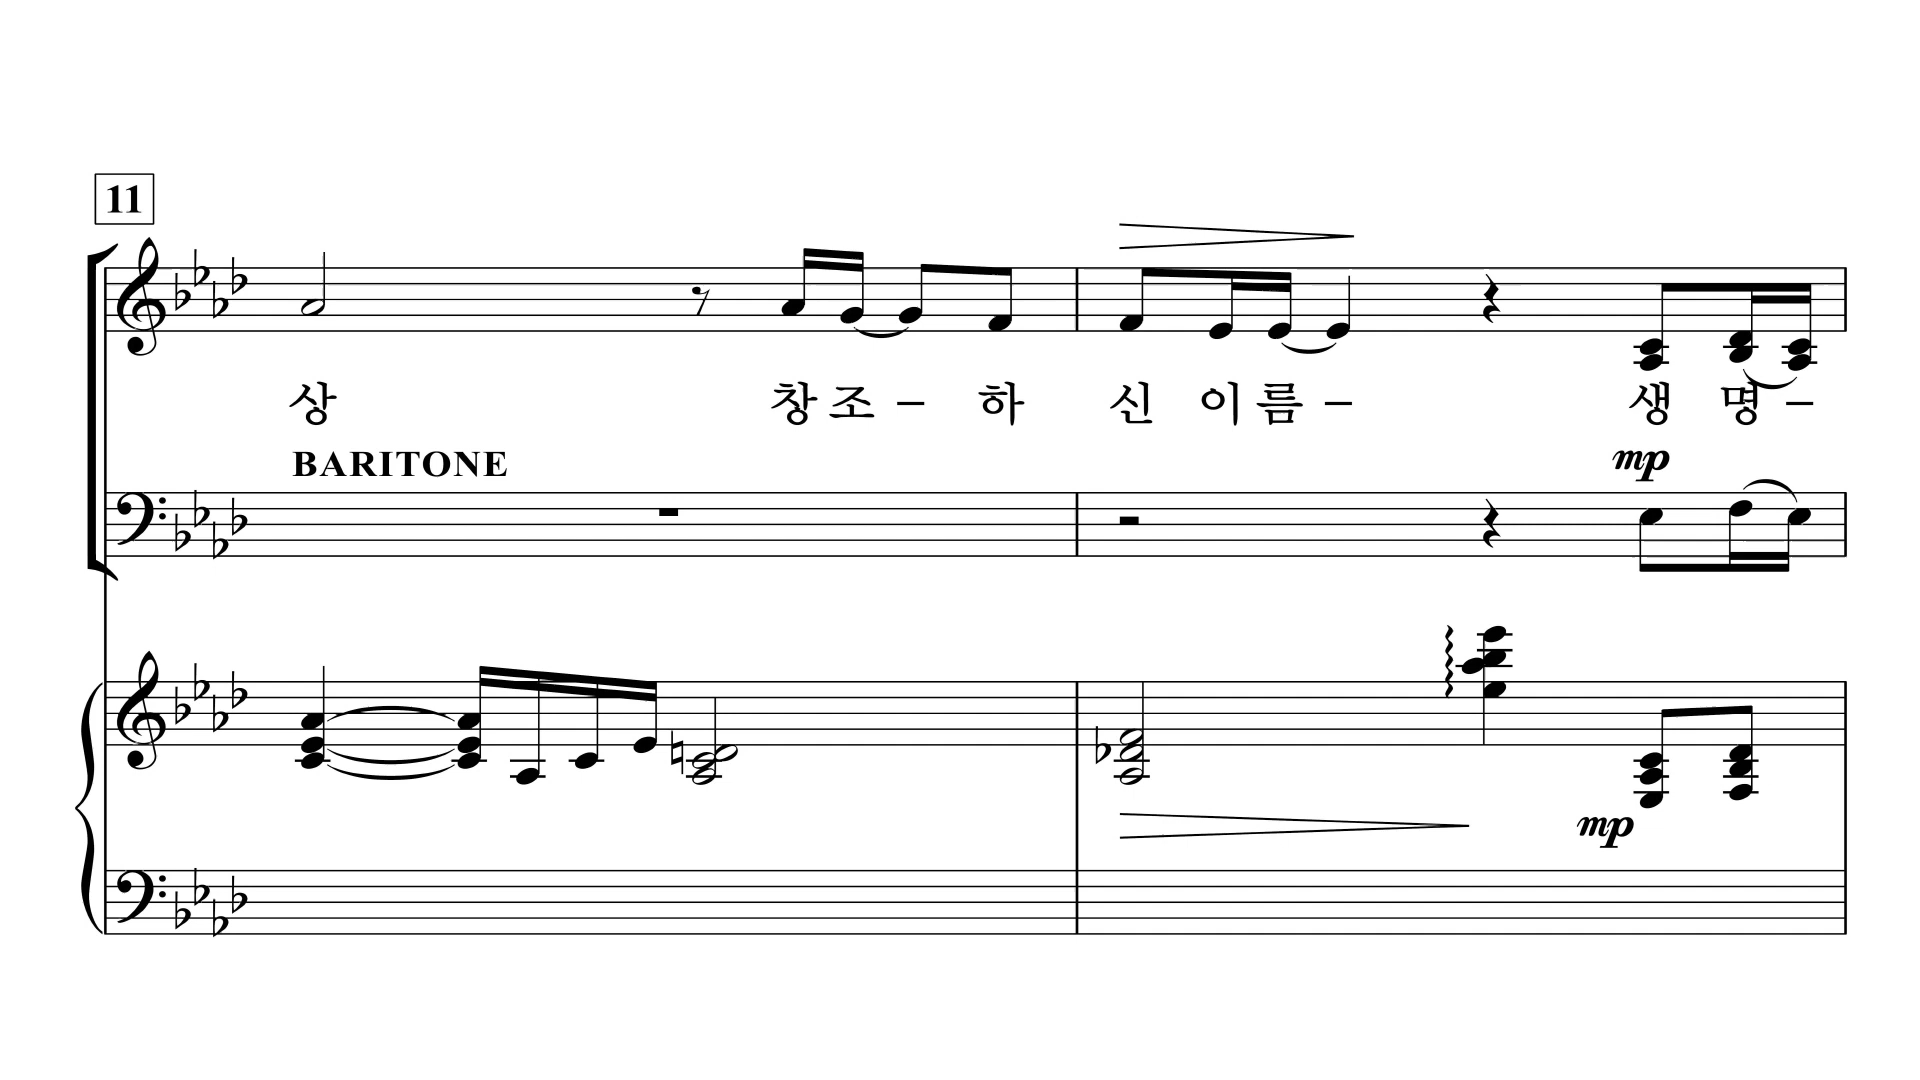 11
상 창 조 – 하 신 이 름 – 생 명 –
BARITONE
mp
mp